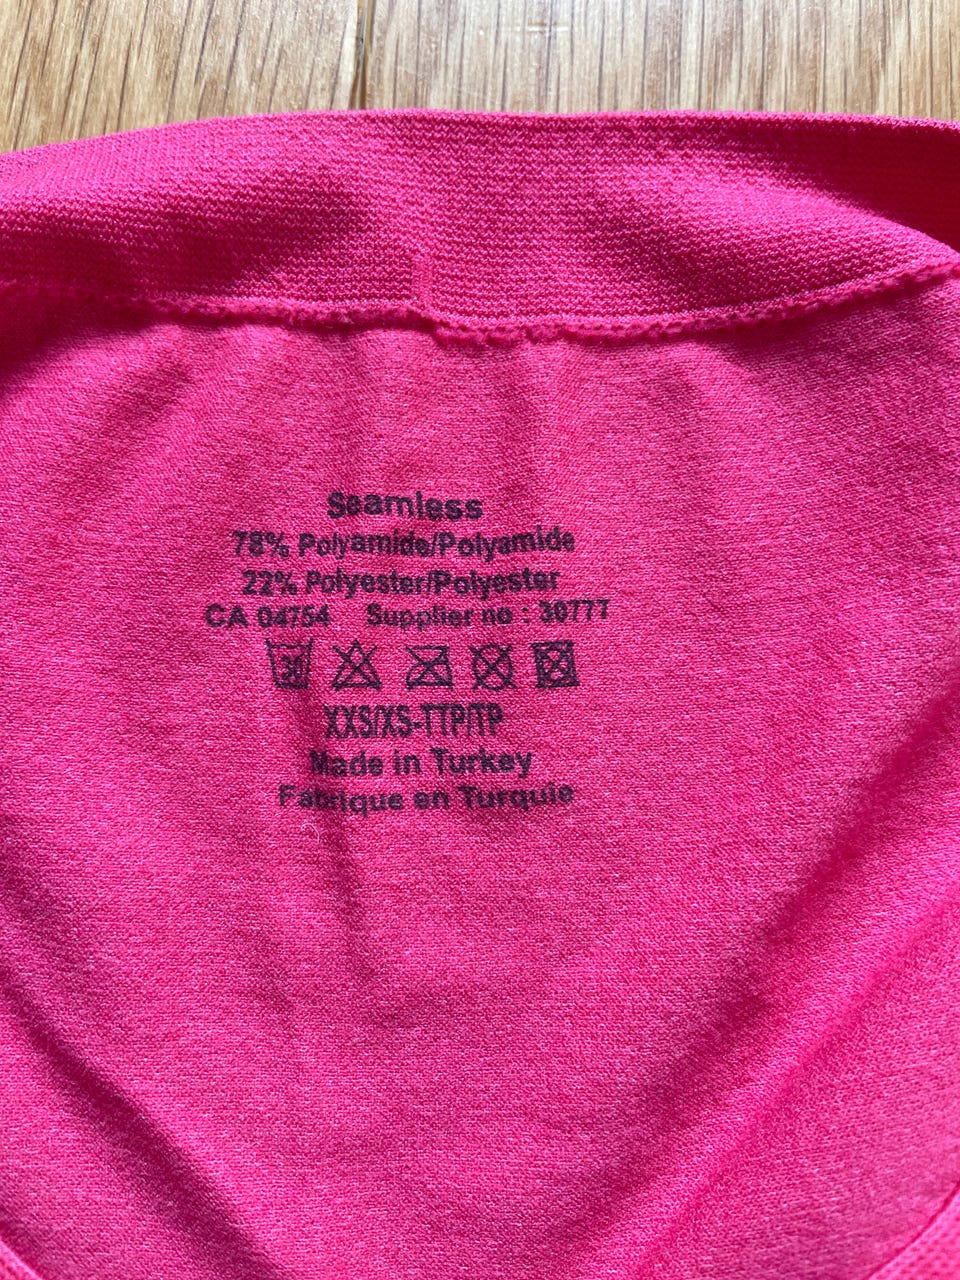 Seamless
78% Polyamide/Polyamide
22% Polyester/Polyester
CA 04754 Supplier no : 30777
30
XXS/XS-TTP/TP
Made in Turkey
Fabrique en Turquie